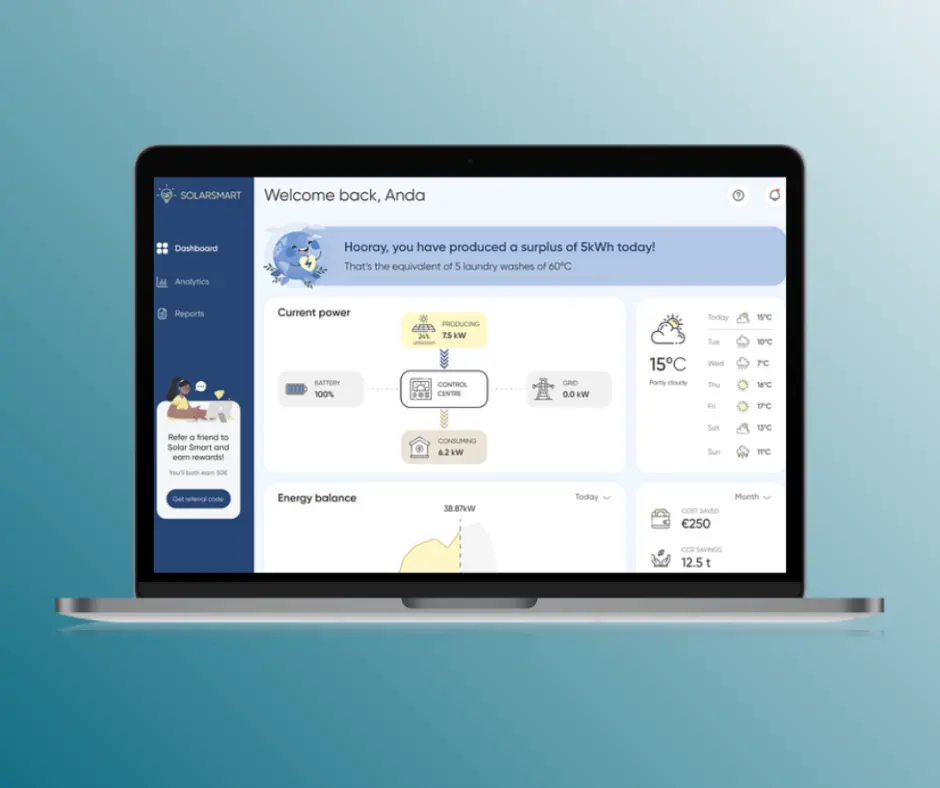 SOLARSMART
Dashboard
Analytics
Reports
Refer a friend to
Solar Smart and
earn rewards!
You'll both earn 50€
Get referral code
Welcome back, Anda
Hooray, you have produced a surplus of 5kWh today!
That's the equivalent of 5 laundry washes of 60°C
Current power
PRODUCING
7.5 kW
24%
BATTERY
100%
CONTROL
CENTRE
GRID
0.0 kW
CONSUMING
6.2 kW
15°C
Partly cloudy
Today 15°C
Tue 10°C
Wed 7°C
Thu 16°C
Fri 17°C
Sat 13°C
Sun 11°C
Energy balance
Today
38.87kW
Month
COST SAVED
€250
CO2 SAVINGS
12.5 t